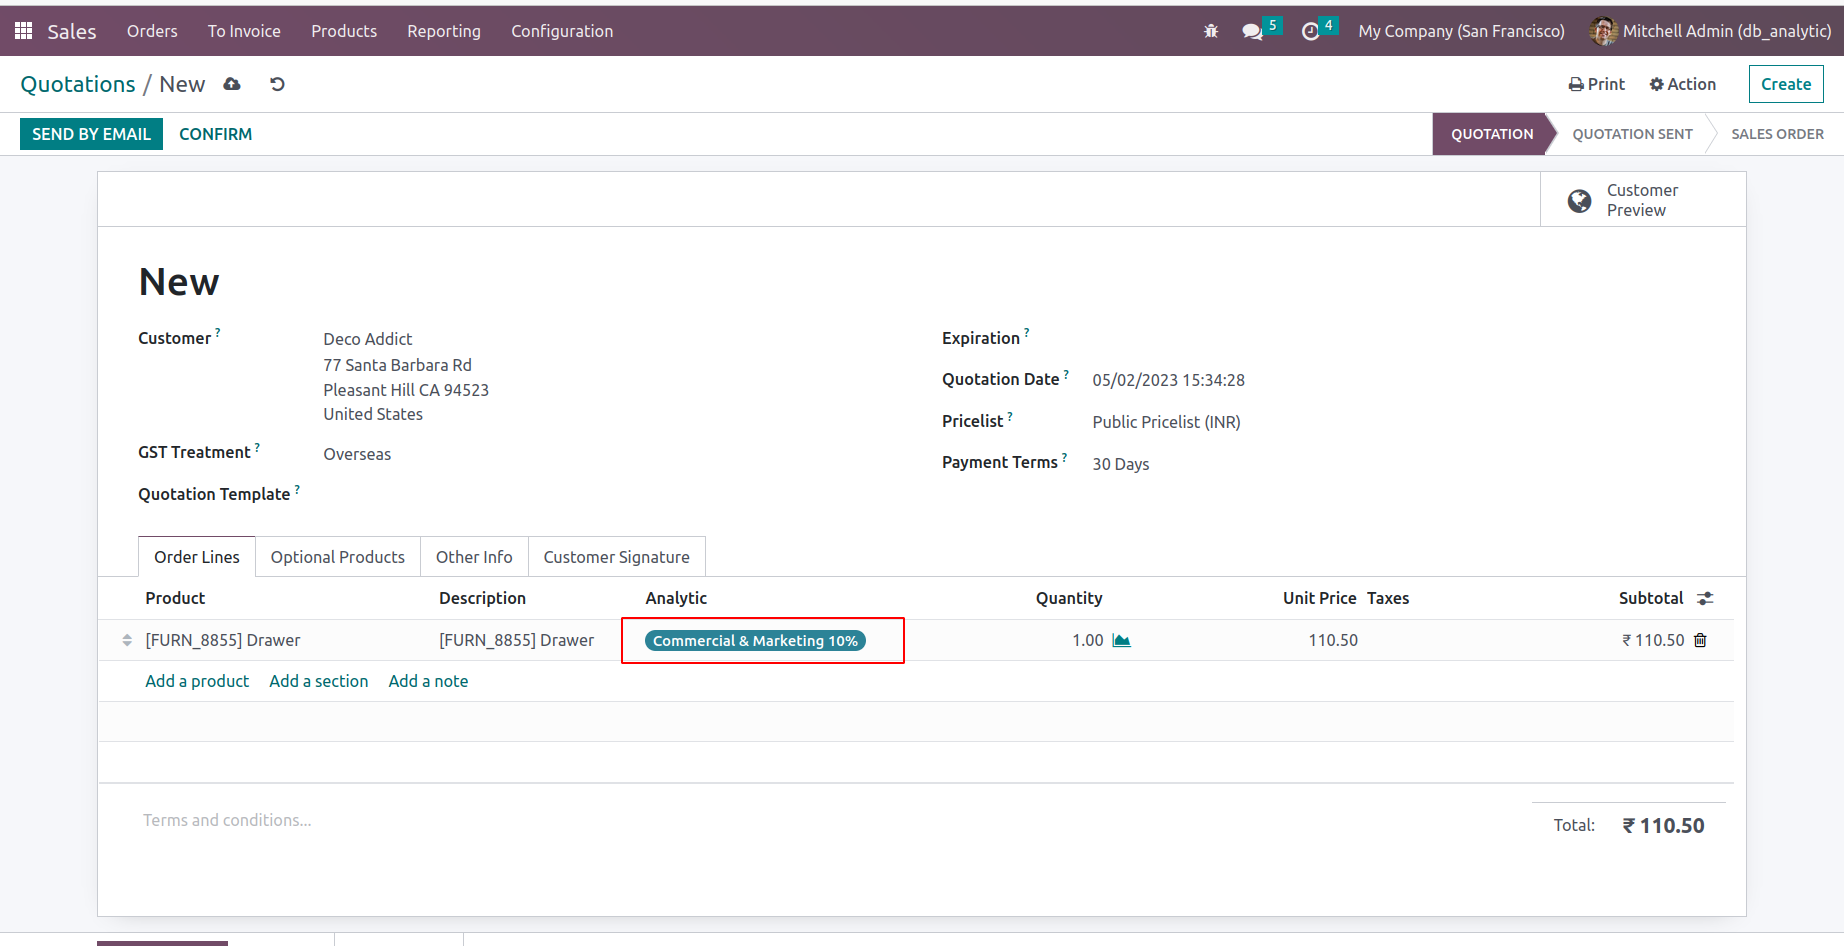 Sales Orders To Invoice Products Reporting Configuration 5 4 My Company (San Francisco) Mitchell Admin (db_analytic)
Quotations / New Print Action Create
SEND BY EMAIL CONFIRM QUOTATION QUOTATION SENT SALES ORDER
Customer
Preview
New
Customer ? Deco Addict
77 Santa Barbara Rd
Pleasant Hill CA 94523
United States
GST Treatment ? Overseas
Quotation Template ?
Expiration ?
Quotation Date ? 05/02/2023 15:34:28
Pricelist ? Public Pricelist (INR)
Payment Terms ? 30 Days
Order Lines Optional Products Other Info Customer Signature
Product Description Analytic Quantity Unit Price Taxes Subtotal
[FURN_8855] Drawer [FURN_8855] Drawer Commercial & Marketing 10% 1.00 110.50 ₹ 110.50
Add a product Add a section Add a note
Terms and conditions...
Total: ₹ 110.50